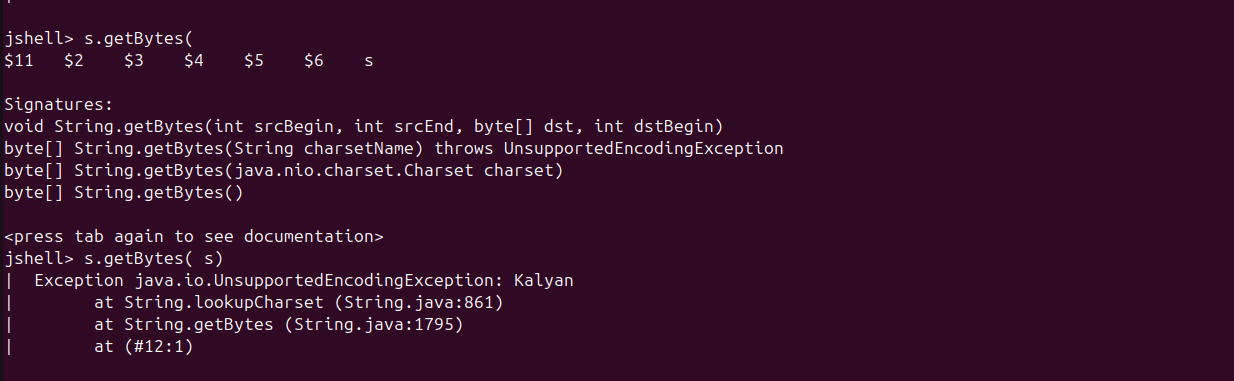 jshell> s.getBytes(
$11   $2    $3    $4    $5    $6    s
Signatures:
void String.getBytes(int srcBegin, int srcEnd, byte[] dst, int dstBegin)
byte[] String.getBytes(String charsetName) throws UnsupportedEncodingException
byte[] String.getBytes(java.nio.charset.Charset charset)
byte[] String.getBytes()
<press tab again to see documentation>
jshell> s.getBytes( s)
|  Exception java.io.UnsupportedEncodingException: Kalyan
|        at String.lookupCharset (String.java:861)
|        at String.getBytes (String.java:1795)
|        at (#12:1)